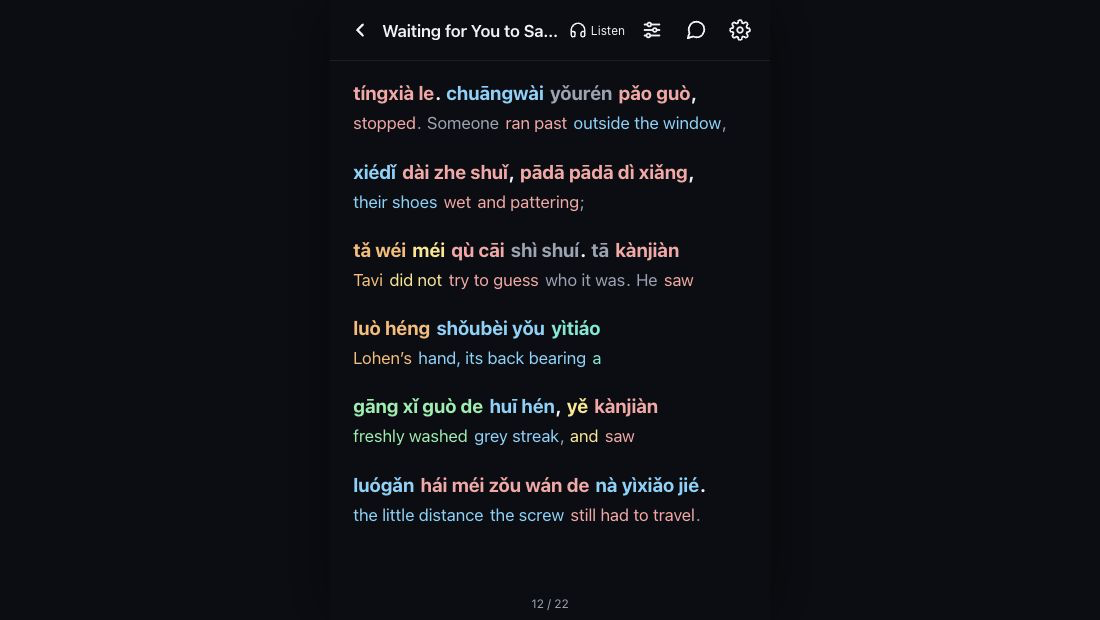 Waiting for You to Sa... Listen
tíngxià le. chuāngwài yǒurén pǎo guò,
stopped. Someone ran past outside the window,
xiédǐ dài zhe shuǐ, pādā pādā dì xiǎng,
their shoes wet and pattering;
tǎ wéi méi qù cāi shì shuí. tā kànjiàn
Tavi did not try to guess who it was. He saw
luò héng shǒubèi yǒu yìtiáo
Lohen’s hand, its back bearing a
gāng xǐ guò de huī hén, yě kànjiàn
freshly washed grey streak, and saw
luógǎn hái méi zǒu wán de nà yìxiǎo jié.
the little distance the screw still had to travel.
12 / 22